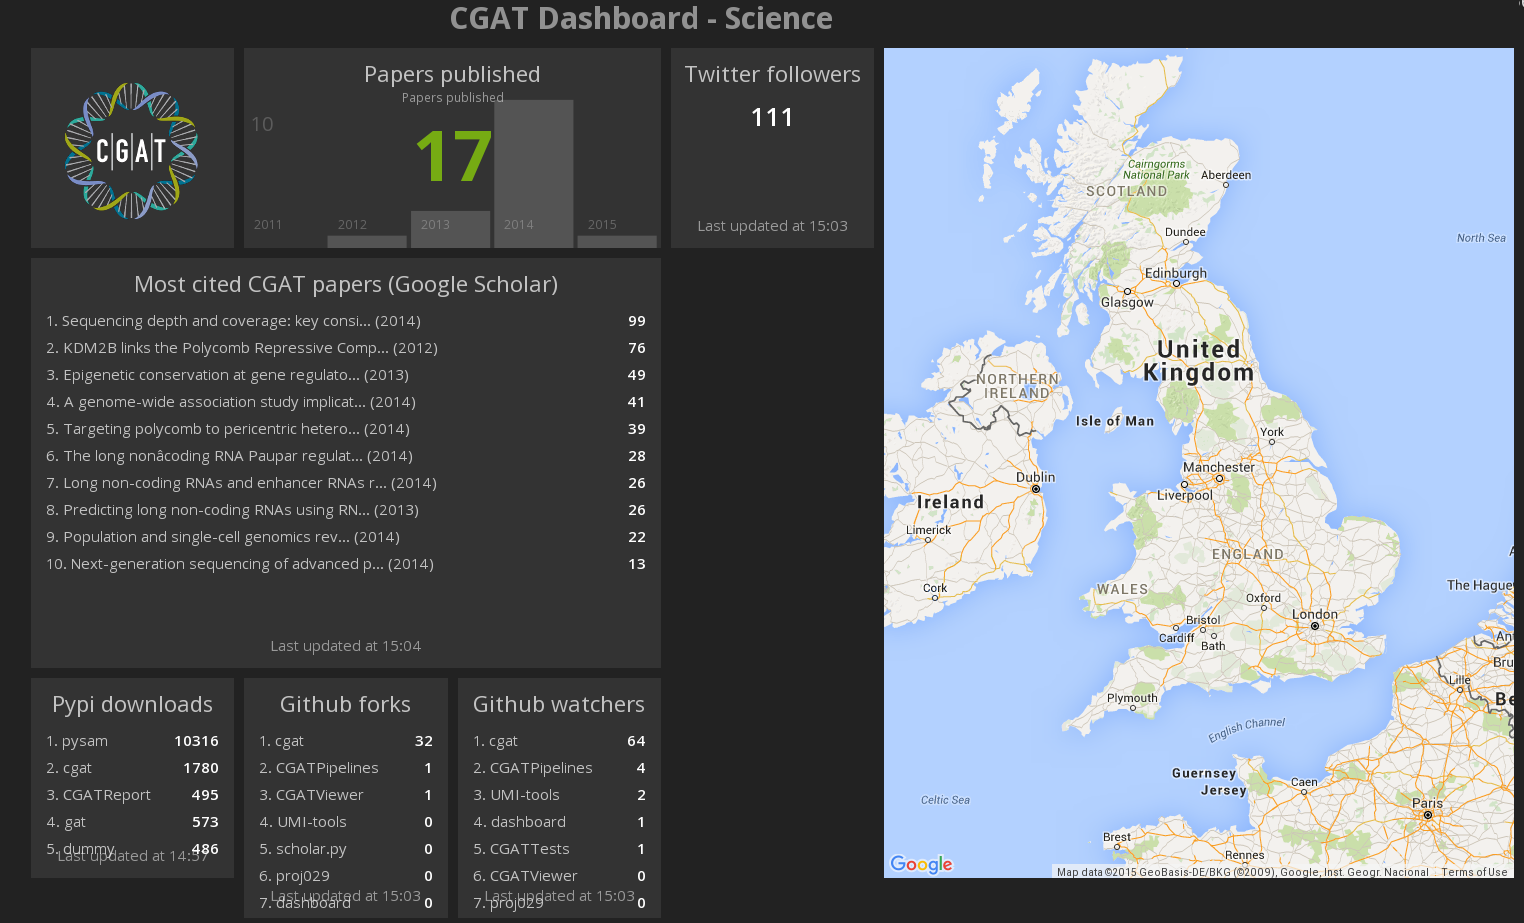 CGAT Dashboard - Science
C|G|A|T
Papers published
Papers published
10
17
2011 2012 2013 2014 2015
Twitter followers
111
Last updated at 15:03
Most cited CGAT papers (Google Scholar)
1. Sequencing depth and coverage: key consi... (2014) 99
2. KDM2B links the Polycomb Repressive Comp... (2012) 76
3. Epigenetic conservation at gene regulato... (2013) 49
4. A genome-wide association study implicat... (2014) 41
5. Targeting polycomb to pericentric hetero... (2014) 39
6. The long nonâcoding RNA Paupar regulat... (2014) 28
7. Long non-coding RNAs and enhancer RNAs r... (2014) 26
8. Predicting long non-coding RNAs using RN... (2013) 26
9. Population and single-cell genomics rev... (2014) 22
10. Next-generation sequencing of advanced p... (2014) 13
Last updated at 15:04
Pypi downloads
1. pysam 10316
2. cgat 1780
3. CGATReport 495
4. gat 573
5. dummy 486
Last updated at 14:57
Github forks
1. cgat 32
2. CGATPipelines 1
3. CGATViewer 1
4. UMI-tools 0
5. scholar.py 0
6. proj029 0
Last updated at 15:03
7. dashboard 0
Github watchers
1. cgat 64
2. CGATPipelines 4
3. UMI-tools 2
4. dashboard 1
5. CGATTests 1
6. CGATViewer 0
Last updated at 15:03
7. proj029 0
Cairngorms
National Park
Aberdeen
SCOTLAND
Dundee
North Sea
Edinburgh
Glasgow
United
Kingdom
NORTHERN
IRELAND
Isle of Man
York
Manchester
Dublin
Liverpool
Ireland
Limerick
ENGLAND
The Hague
Cork
WALES
Oxford
London
Bristol
Cardiff
Bath
Ant
Bru
Lille
Plymouth
Be
English Channel
Guernsey
Jersey
Caen
Celtic Sea
Paris
Brest
Rennes
Google
Map data ©2015 GeoBasis-DE/BKG (©2009), Google, Inst. Geogr. Nacional Terms of Use